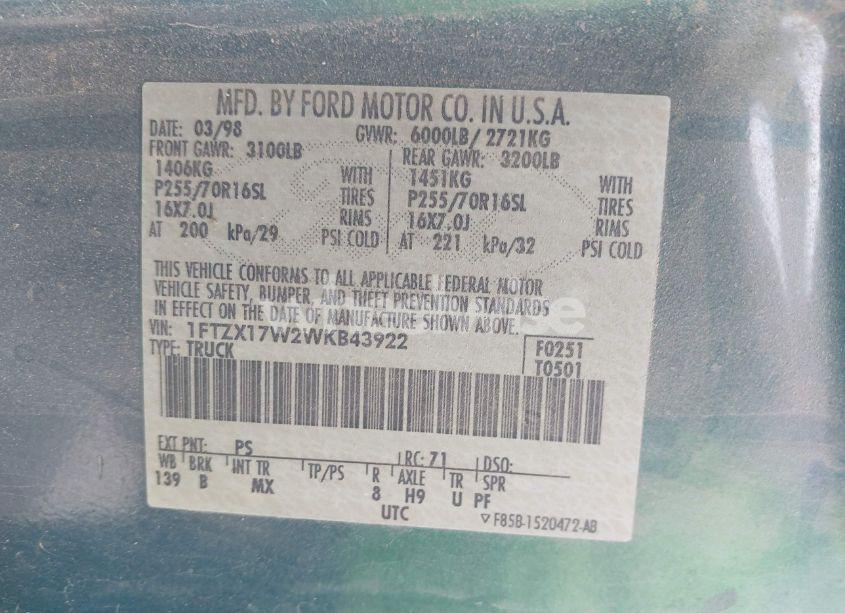 MFD. BY FORD MOTOR CO. IN U.S.A.
DATE: 03/98 GVWR: 6000LB/ 2721KG
FRONT GAWR: 3100LB REAR GAWR: 3200LB
1406KG WITH 1451KG WITH
P255/70R16SL TIRES P255/70R16SL TIRES
16X7.0J RIMS 16X7.0J RIMS
AT 200 kPa/29 PSI COLD AT 221 kPa/32 PSI COLD
THIS VEHICLE CONFORMS TO ALL APPLICABLE FEDERAL MOTOR
VEHICLE SAFETY, BUMPER, AND THEFT PREVENTION STANDARDS
IN EFFECT ON THE DATE OF MANUFACTURE SHOWN ABOVE.
VIN: 1FTZX17W2WKB43922 F0251
TYPE: TRUCK T0501
EXT PNT: PS RC: 71 DSO:
WB BRK INT TR TP/PS R AXLE TR SPR
139 B MX 8 H9 U PF
UTC ▽ F85B-1520472-AB